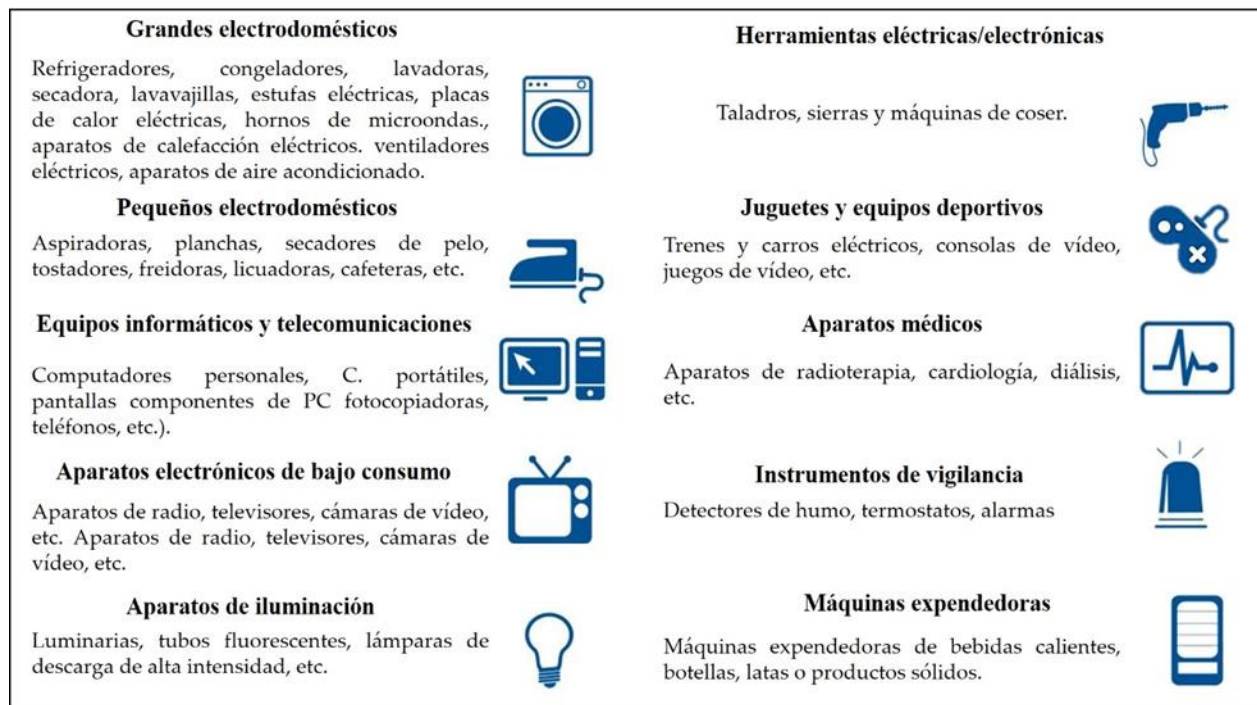 Grandes electrodomésticos
Refrigeradores, congeladores, lavadoras,
secadora, lavavajillas, estufas eléctricas, placas
de calor eléctricas, hornos de microondas.,
aparatos de calefacción eléctricos. ventiladores
eléctricos, aparatos de aire acondicionado.
Pequeños electrodomésticos
Aspiradoras, planchas, secadores de pelo,
tostadores, freidoras, licuadoras, cafeteras, etc.
Equipos informáticos y telecomunicaciones
Computadores personales, C. portátiles,
pantallas componentes de PC fotocopiadoras,
teléfonos, etc.).
Aparatos electrónicos de bajo consumo
Aparatos de radio, televisores, cámaras de vídeo,
etc. Aparatos de radio, televisores, cámaras de
vídeo, etc.
Aparatos de iluminación
Luminarias, tubos fluorescentes, lámparas de
descarga de alta intensidad, etc.
Herramientas eléctricas/electrónicas
Taladros, sierras y máquinas de coser.
Juguetes y equipos deportivos
Trenes y carros eléctricos, consolas de vídeo,
juegos de vídeo, etc.
Aparatos médicos
Aparatos de radioterapia, cardiología, diálisis,
etc.
Instrumentos de vigilancia
Detectores de humo, termostatos, alarmas
Máquinas expendedoras
Máquinas expendedoras de bebidas calientes,
botellas, latas o productos sólidos.